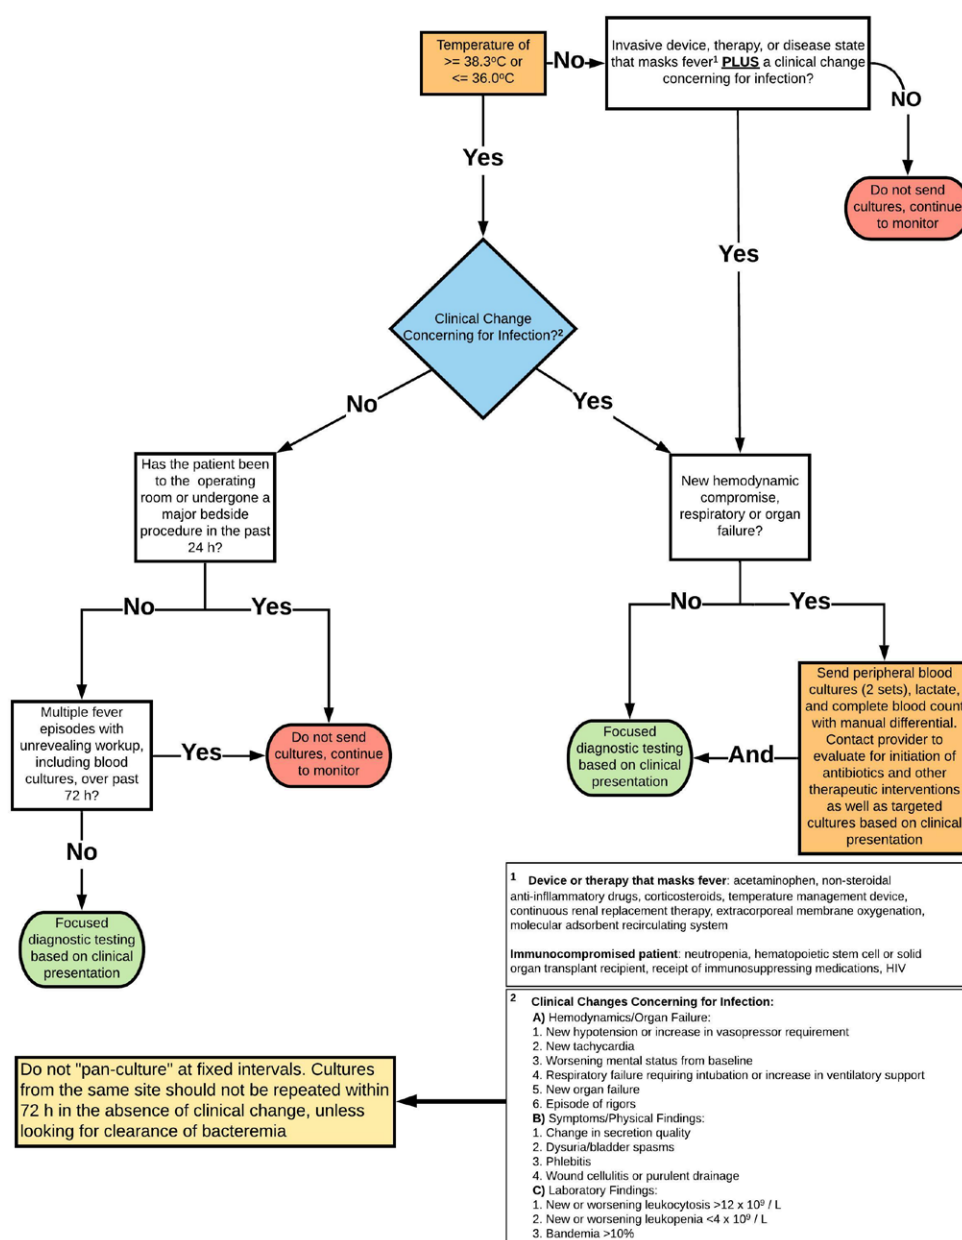 Temperature of
>= 38.3ºC or
<= 36.0ºC
No
Invasive device, therapy, or disease state
that masks fever¹ PLUS a clinical change
concerning for infection?
NO
Do not send
cultures, continue
to monitor
Yes
Yes
Clinical Change
Concerning for Infection?²
No
Yes
Has the patient been
to the operating
room or undergone a
major bedside
procedure in the past
24 h?
New hemodynamic
compromise,
respiratory or organ
failure?
No
Yes
No
Yes
Multiple fever
episodes with
unrevealing workup,
including blood
cultures, over past
72 h?
Yes
Do not send
cultures, continue
to monitor
Focused
diagnostic testing
based on clinical
presentation
And
Send peripheral blood
cultures (2 sets), lactate,
and complete blood count
with manual differential.
Contact provider to
evaluate for initiation of
antibiotics and other
therapeutic interventions
as well as targeted
cultures based on clinical
presentation
No
Focused
diagnostic testing
based on clinical
presentation
1 Device or therapy that masks fever: acetaminophen, non-steroidal
anti-infllammatory drugs, corticosteroids, temperature management device,
continuous renal replacement therapy, extracorporeal membrane oxygenation,
molecular adsorbent recirculating system
Immunocompromised patient: neutropenia, hematopoietic stem cell or solid
organ transplant recipient, receipt of immunosuppressing medications, HIV
2 Clinical Changes Concerning for Infection:
A) Hemodynamics/Organ Failure:
1. New hypotension or increase in vasopressor requirement
2. New tachycardia
3. Worsening mental status from baseline
4. Respiratory failure requiring intubation or increase in ventilatory support
5. New organ failure
6. Episode of rigors
B) Symptoms/Physical Findings:
1. Change in secretion quality
2. Dysuria/bladder spasms
3. Phlebitis
4. Wound cellulitis or purulent drainage
C) Laboratory Findings:
1. New or worsening leukocytosis >12 x 10⁹ / L
2. New or worsening leukopenia <4 x 10⁹ / L
3. Bandemia >10%
Do not "pan-culture" at fixed intervals. Cultures
from the same site should not be repeated within
72 h in the absence of clinical change, unless
looking for clearance of bacteremia